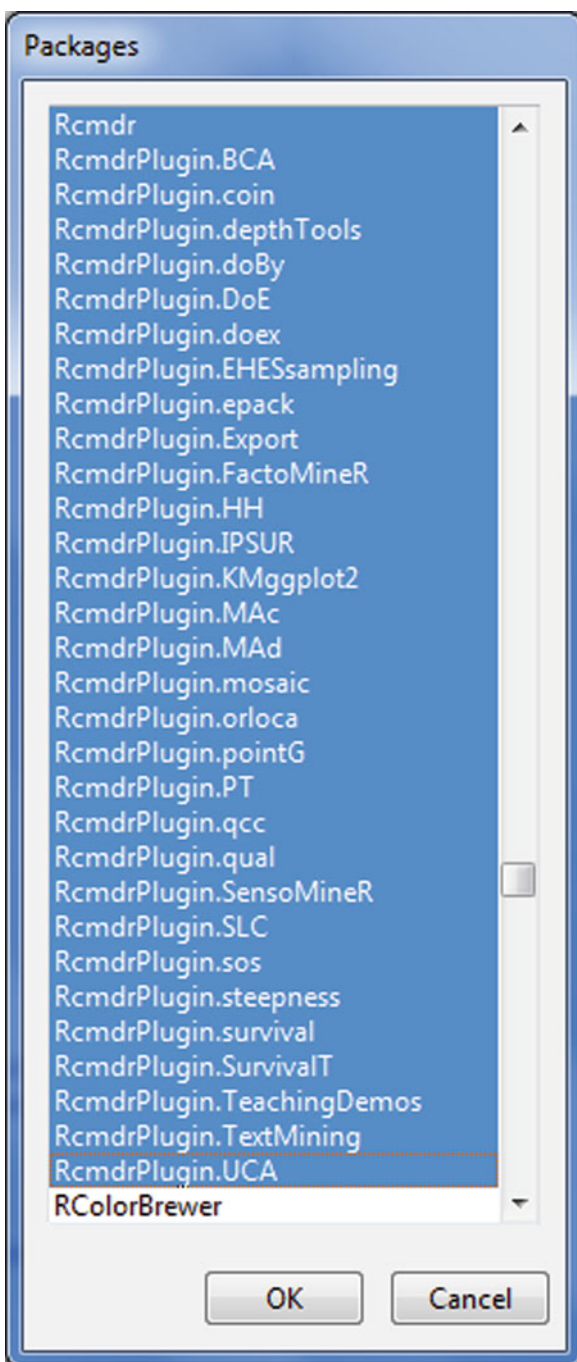 Packages
Rcmdr
RcmdrPlugin.BCA
RcmdrPlugin.coin
RcmdrPlugin.depthTools
RcmdrPlugin.doBy
RcmdrPlugin.DoE
RcmdrPlugin.doex
RcmdrPlugin.EHESsampling
RcmdrPlugin.epack
RcmdrPlugin.Export
RcmdrPlugin.FactoMineR
RcmdrPlugin.HH
RcmdrPlugin.IPSUR
RcmdrPlugin.KMggplot2
RcmdrPlugin.MAc
RcmdrPlugin.MAd
RcmdrPlugin.mosaic
RcmdrPlugin.orloca
RcmdrPlugin.pointG
RcmdrPlugin.PT
RcmdrPlugin.qcc
RcmdrPlugin.qual
RcmdrPlugin.SensoMineR
RcmdrPlugin.SLC
RcmdrPlugin.sos
RcmdrPlugin.steepness
RcmdrPlugin.survival
RcmdrPlugin.SurvivalT
RcmdrPlugin.TeachingDemos
RcmdrPlugin.TextMining
RcmdrPlugin.UCA
RColorBrewer
OK Cancel